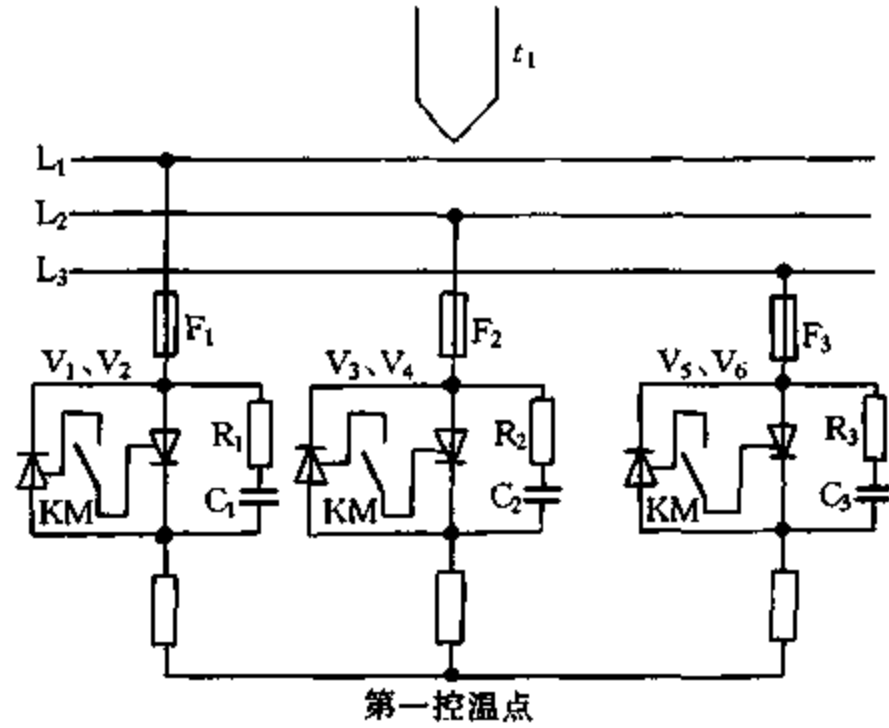 t₁
L₁
L₂
L₃
F₁
F₂
F₃
V₁、V₂
V₃、V₄
V₅、V₆
R₁
R₂
R₃
KM
C₁
KM
C₂
KM
C₃
第一控温点